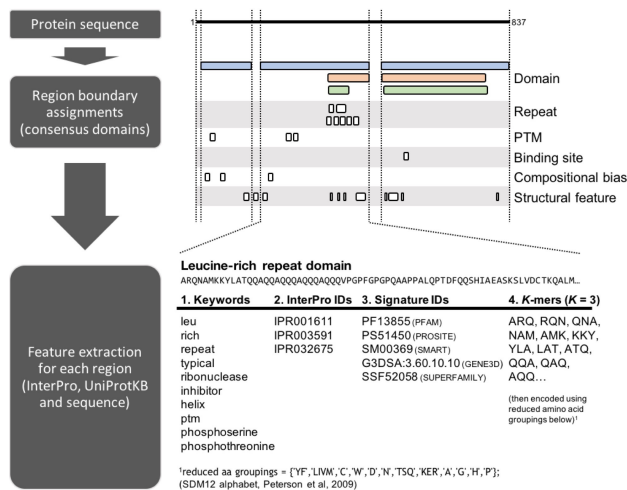 Protein sequence
1
837
Region boundary
assignments
(consensus domains)
Domain
Repeat
PTM
Binding site
Compositional bias
Structural feature
Feature extraction
for each region
(InterPro, UniProtKB
and sequence)
Leucine-rich repeat domain
ARQNAMKKYLATQQAQQAQQAQQQAQQQVPGPFGPGPQAAPPALQPTDFQQSHIAEASKSLVDCTKQALM…
1. Keywords 2. InterPro IDs 3. Signature IDs 4. K-mers (K = 3)
leu IPR001611 PF13855 (PFAM) ARQ, RQN, QNA,
rich IPR003591 PS51450 (PROSITE) NAM, AMK, KKY,
repeat IPR032675 SM00369 (SMART) YLA, LAT, ATQ,
typical G3DSA:3.60.10.10 (GENE3D) QQA, QAQ,
ribonuclease SSF52058 (SUPERFAMILY) AQQ…
inhibitor
helix
ptm
phosphoserine
phosphothreonine
(then encoded using
reduced amino acid
groupings below)¹
¹reduced aa groupings = {'YF','LIVM','C','W','D','N','TSQ','KER','A','G','H','P'};
(SDM12 alphabet, Peterson et al, 2009)